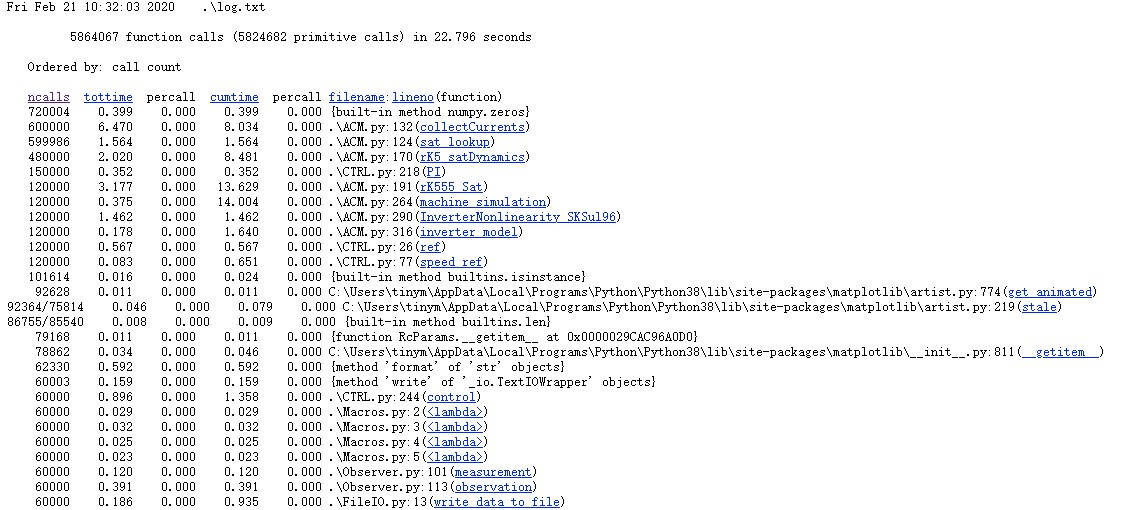 Fri Feb 21 10:32:03 2020    .\log.txt
5864067 function calls (5824682 primitive calls) in 22.796 seconds
Ordered by: call count
ncalls  tottime  percall  cumtime  percall filename:lineno(function)
720004    0.399    0.000    0.399    0.000 {built-in method numpy.zeros}
600000    6.470    0.000    8.034    0.000 .\ACM.py:132(collectCurrents)
599986    1.564    0.000    1.564    0.000 .\ACM.py:124(sat_lookup)
480000    2.020    0.000    8.481    0.000 .\ACM.py:170(rK5_satDynamics)
150000    0.352    0.000    0.352    0.000 .\CTRL.py:218(PI)
120000    3.177    0.000   13.629    0.000 .\ACM.py:191(rK555_Sat)
120000    0.375    0.000   14.004    0.000 .\ACM.py:264(machine_simulation)
120000    1.462    0.000    1.462    0.000 .\ACM.py:290(InverterNonlinearity_SKSul96)
120000    0.178    0.000    1.640    0.000 .\ACM.py:316(inverter_model)
120000    0.567    0.000    0.567    0.000 .\CTRL.py:26(ref)
120000    0.083    0.000    0.651    0.000 .\CTRL.py:77(speed_ref)
101614    0.016    0.000    0.024    0.000 {built-in method builtins.isinstance}
92628    0.011    0.000    0.011    0.000 C:\Users\tinym\AppData\Local\Programs\Python\Python38\lib\site-packages\matplotlib\artist.py:774(get_animated)
92364/75814    0.046    0.000    0.079    0.000 C:\Users\tinym\AppData\Local\Programs\Python\Python38\lib\site-packages\matplotlib\artist.py:219(stale)
86755/85540    0.008    0.000    0.009    0.000 {built-in method builtins.len}
79168    0.011    0.000    0.011    0.000 {function RcParams.__getitem__ at 0x0000029CAC96A0D0}
78862    0.034    0.000    0.046    0.000 C:\Users\tinym\AppData\Local\Programs\Python\Python38\lib\site-packages\matplotlib\__init__.py:811(__getitem__)
62330    0.592    0.000    0.592    0.000 {method 'format' of 'str' objects}
60003    0.159    0.000    0.159    0.000 {method 'write' of '_io.TextIOWrapper' objects}
60000    0.896    0.000    1.358    0.000 .\CTRL.py:244(control)
60000    0.029    0.000    0.029    0.000 .\Macros.py:2(<lambda>)
60000    0.032    0.000    0.032    0.000 .\Macros.py:3(<lambda>)
60000    0.025    0.000    0.025    0.000 .\Macros.py:4(<lambda>)
60000    0.023    0.000    0.023    0.000 .\Macros.py:5(<lambda>)
60000    0.120    0.000    0.120    0.000 .\Observer.py:101(measurement)
60000    0.391    0.000    0.391    0.000 .\Observer.py:113(observation)
60000    0.186    0.000    0.935    0.000 .\FileIO.py:13(write_data_to_file)